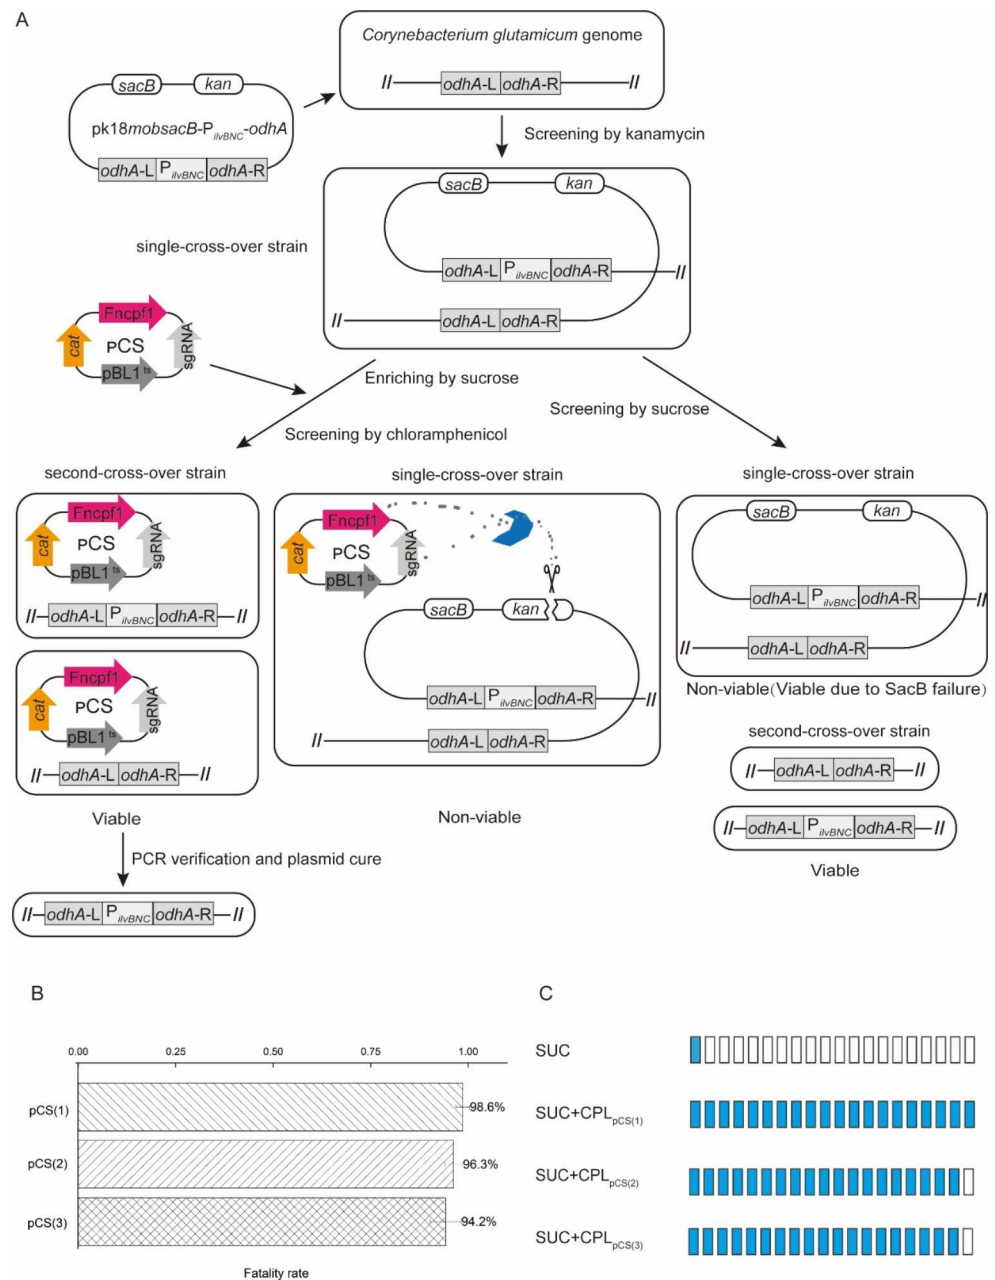 A
Corynebacterium glutamicum genome
sacB kan
// odhA-L odhA-R //
pk18mobsacB-PilvBNC-odhA
Screening by kanamycin
odhA-L PilvBNC odhA-R
sacB kan
single-cross-over strain
odhA-L PilvBNC odhA-R //
Fncpf1
// odhA-L odhA-R
cat pCS sgRNA
pBL1ts
Enriching by sucrose
Screening by sucrose
Screening by chloramphenicol
second-cross-over strain
single-cross-over strain
single-cross-over strain
Fncpf1
cat pCS sgRNA
pBL1ts
// odhA-L PilvBNC odhA-R //
Fncpf1
cat pCS sgRNA
pBL1ts
// odhA-L odhA-R //
Viable
Fncpf1
cat pCS sgRNA
pBL1ts
sacB kan
odhA-L PilvBNC odhA-R //
// odhA-L odhA-R
Non-viable
sacB kan
odhA-L PilvBNC odhA-R //
// odhA-L odhA-R
Non-viable(Viable due to SacB failure)
second-cross-over strain
// odhA-L odhA-R //
// odhA-L PilvBNC odhA-R //
Viable
PCR verification and plasmid cure
// odhA-L PilvBNC odhA-R //
B
0.00 0.25 0.50 0.75 1.00
pCS(1) 98.6%
pCS(2) 96.3%
pCS(3) 94.2%
Fatality rate
C
SUC
SUC+CPLpCS(1)
SUC+CPLpCS(2)
SUC+CPLpCS(3)